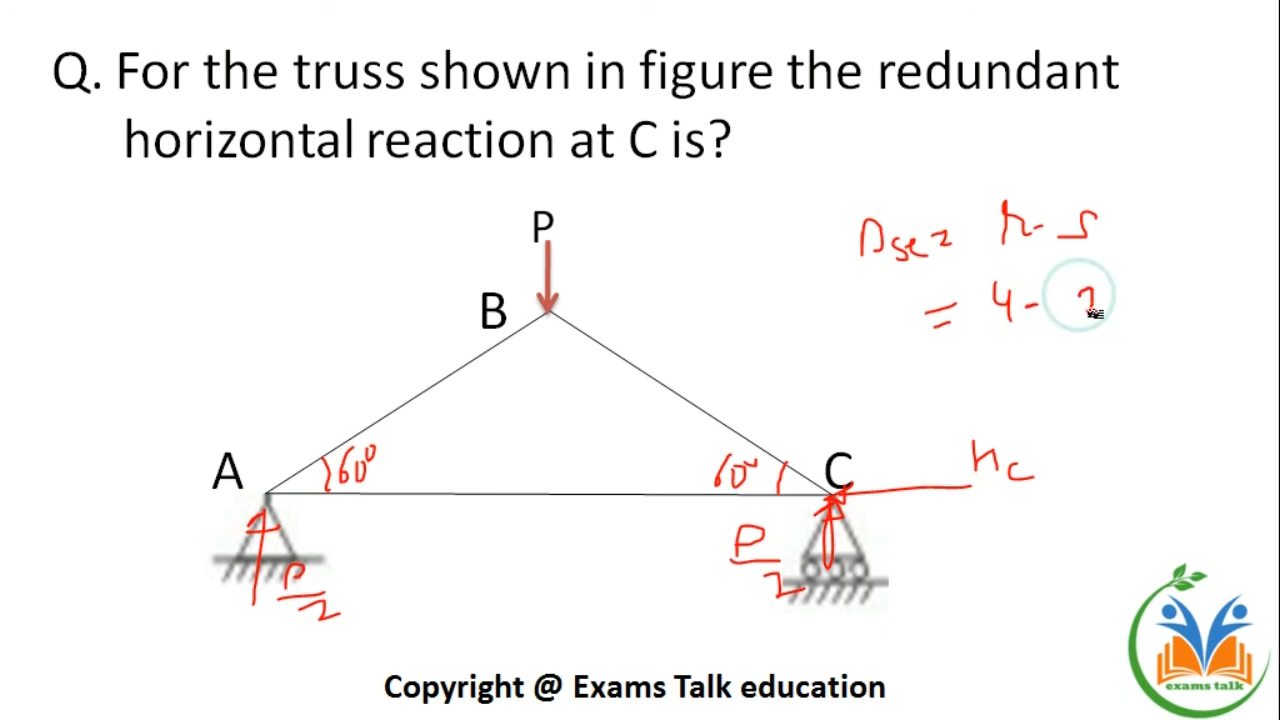 Q. For the truss shown in figure the redundant
horizontal reaction at C is?
P
B
Dse = r - s
= 4 - 3
A
60°
60°
C
Hc
P/2
P/2
Copyright @ Exams Talk education
exams talk